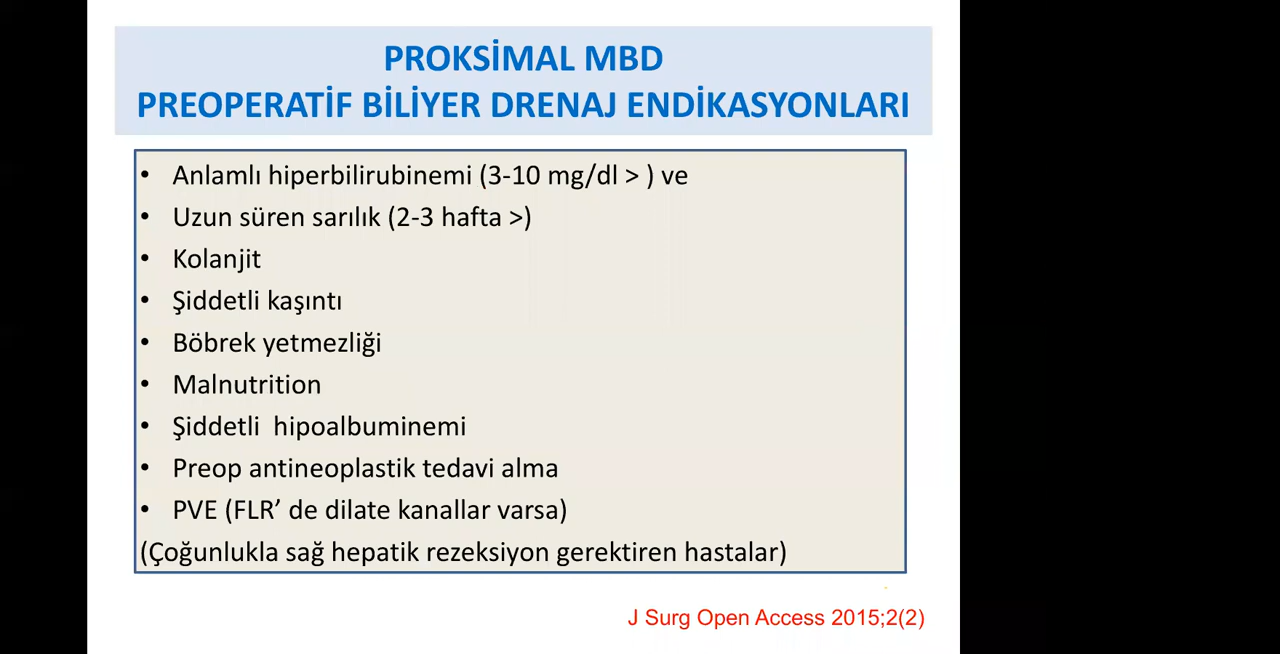 PROKSİMAL MBD
PREOPERATİF BİLİYER DRENAJ ENDİKASYONLARI
• Anlamlı hiperbilirubinemi (3-10 mg/dl > ) ve
• Uzun süren sarılık (2-3 hafta >)
• Kolanjit
• Şiddetli kaşıntı
• Böbrek yetmezliği
• Malnutrition
• Şiddetli  hipoalbuminemi
• Preop antineoplastik tedavi alma
• PVE (FLR’ de dilate kanallar varsa)
(Çoğunlukla sağ hepatik rezeksiyon gerektiren hastalar)
J Surg Open Access 2015;2(2)